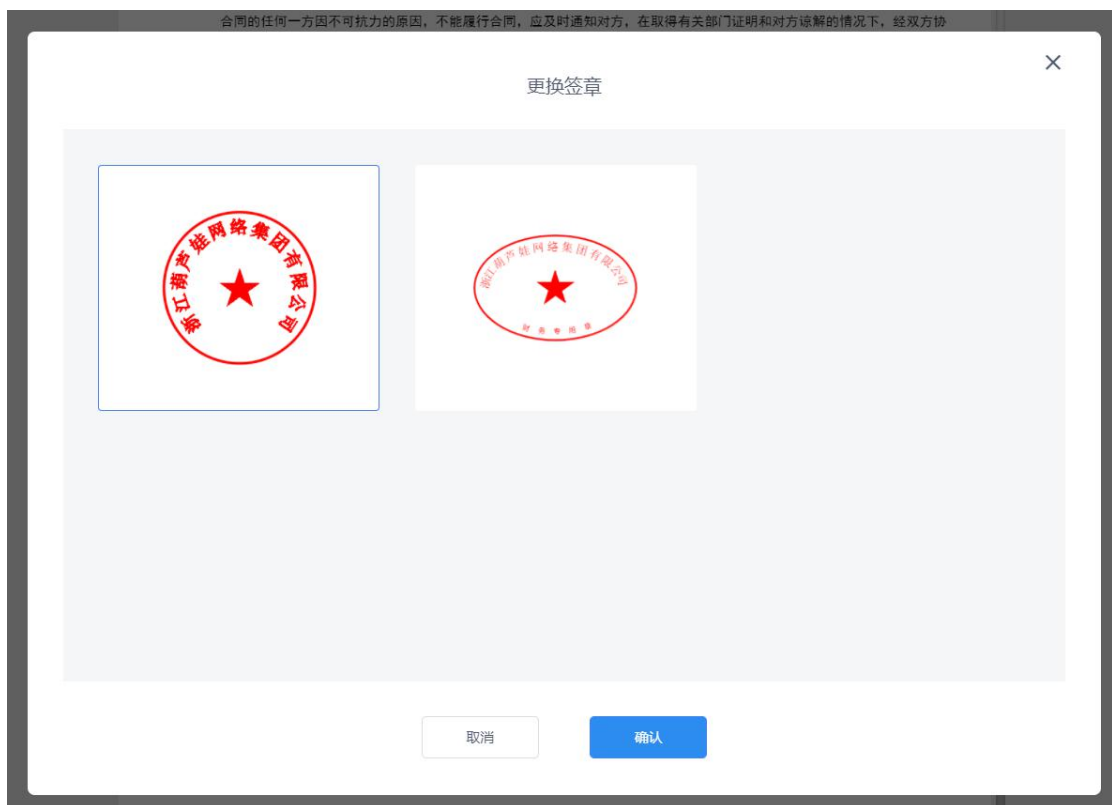 合同的任何一方因不可抗力的原因，不能履行合同，应及时通知对方，在取得有关部门证明和对方谅解的情况下，经双方协
更换签章
浙江葫芦娃网络集团有限公司
浙江葫芦娃网络集团有限公司
财务专用章
取消
确认